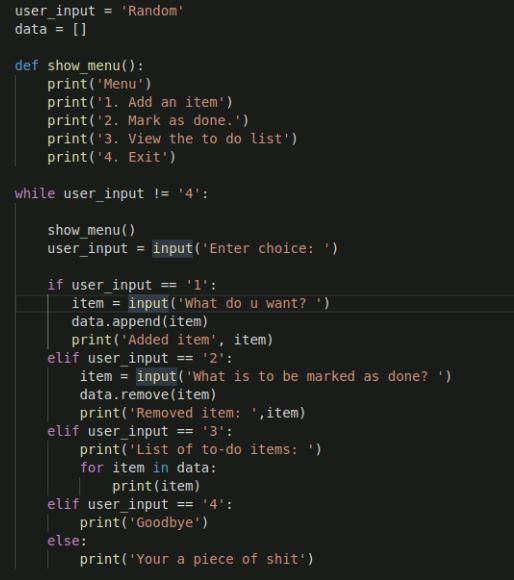 user_input = 'Random'
data = []
def show_menu():
    print('Menu')
    print('1. Add an item')
    print('2. Mark as done.')
    print('3. View the to do list')
    print('4. Exit')
while user_input != '4':
    show_menu()
    user_input = input('Enter choice: ')
    if user_input == '1':
       item = input('What do u want? ')
       data.append(item)
       print('Added item', item)
    elif user_input == '2':
        item = input('What is to be marked as done? ')
        data.remove(item)
        print('Removed item: ',item)
    elif user_input == '3':
        print('List of to-do items: ')
        for item in data:
            print(item)
    elif user_input == '4':
        print('Goodbye')
    else:
        print('Your a piece of shit')